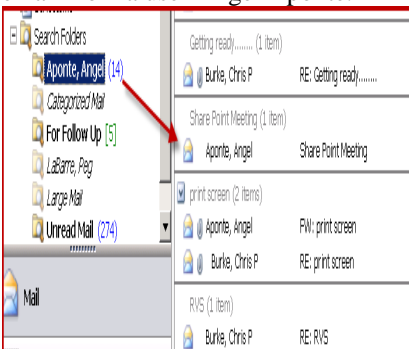 Search Folders
Aponte, Angel (14)
Categorized Mail
For Follow Up [5]
LaBarre, Peg
Large Mail
Unread Mail (274)
Mail
Getting ready........ (1 item)
Burke, Chris P RE: Getting ready........
Share Point Meeting (1 item)
Aponte, Angel Share Point Meeting
print screen (2 items)
Aponte, Angel FW: print screen
Burke, Chris P RE: print screen
RVS (1 item)
Burke, Chris P RE: RVS